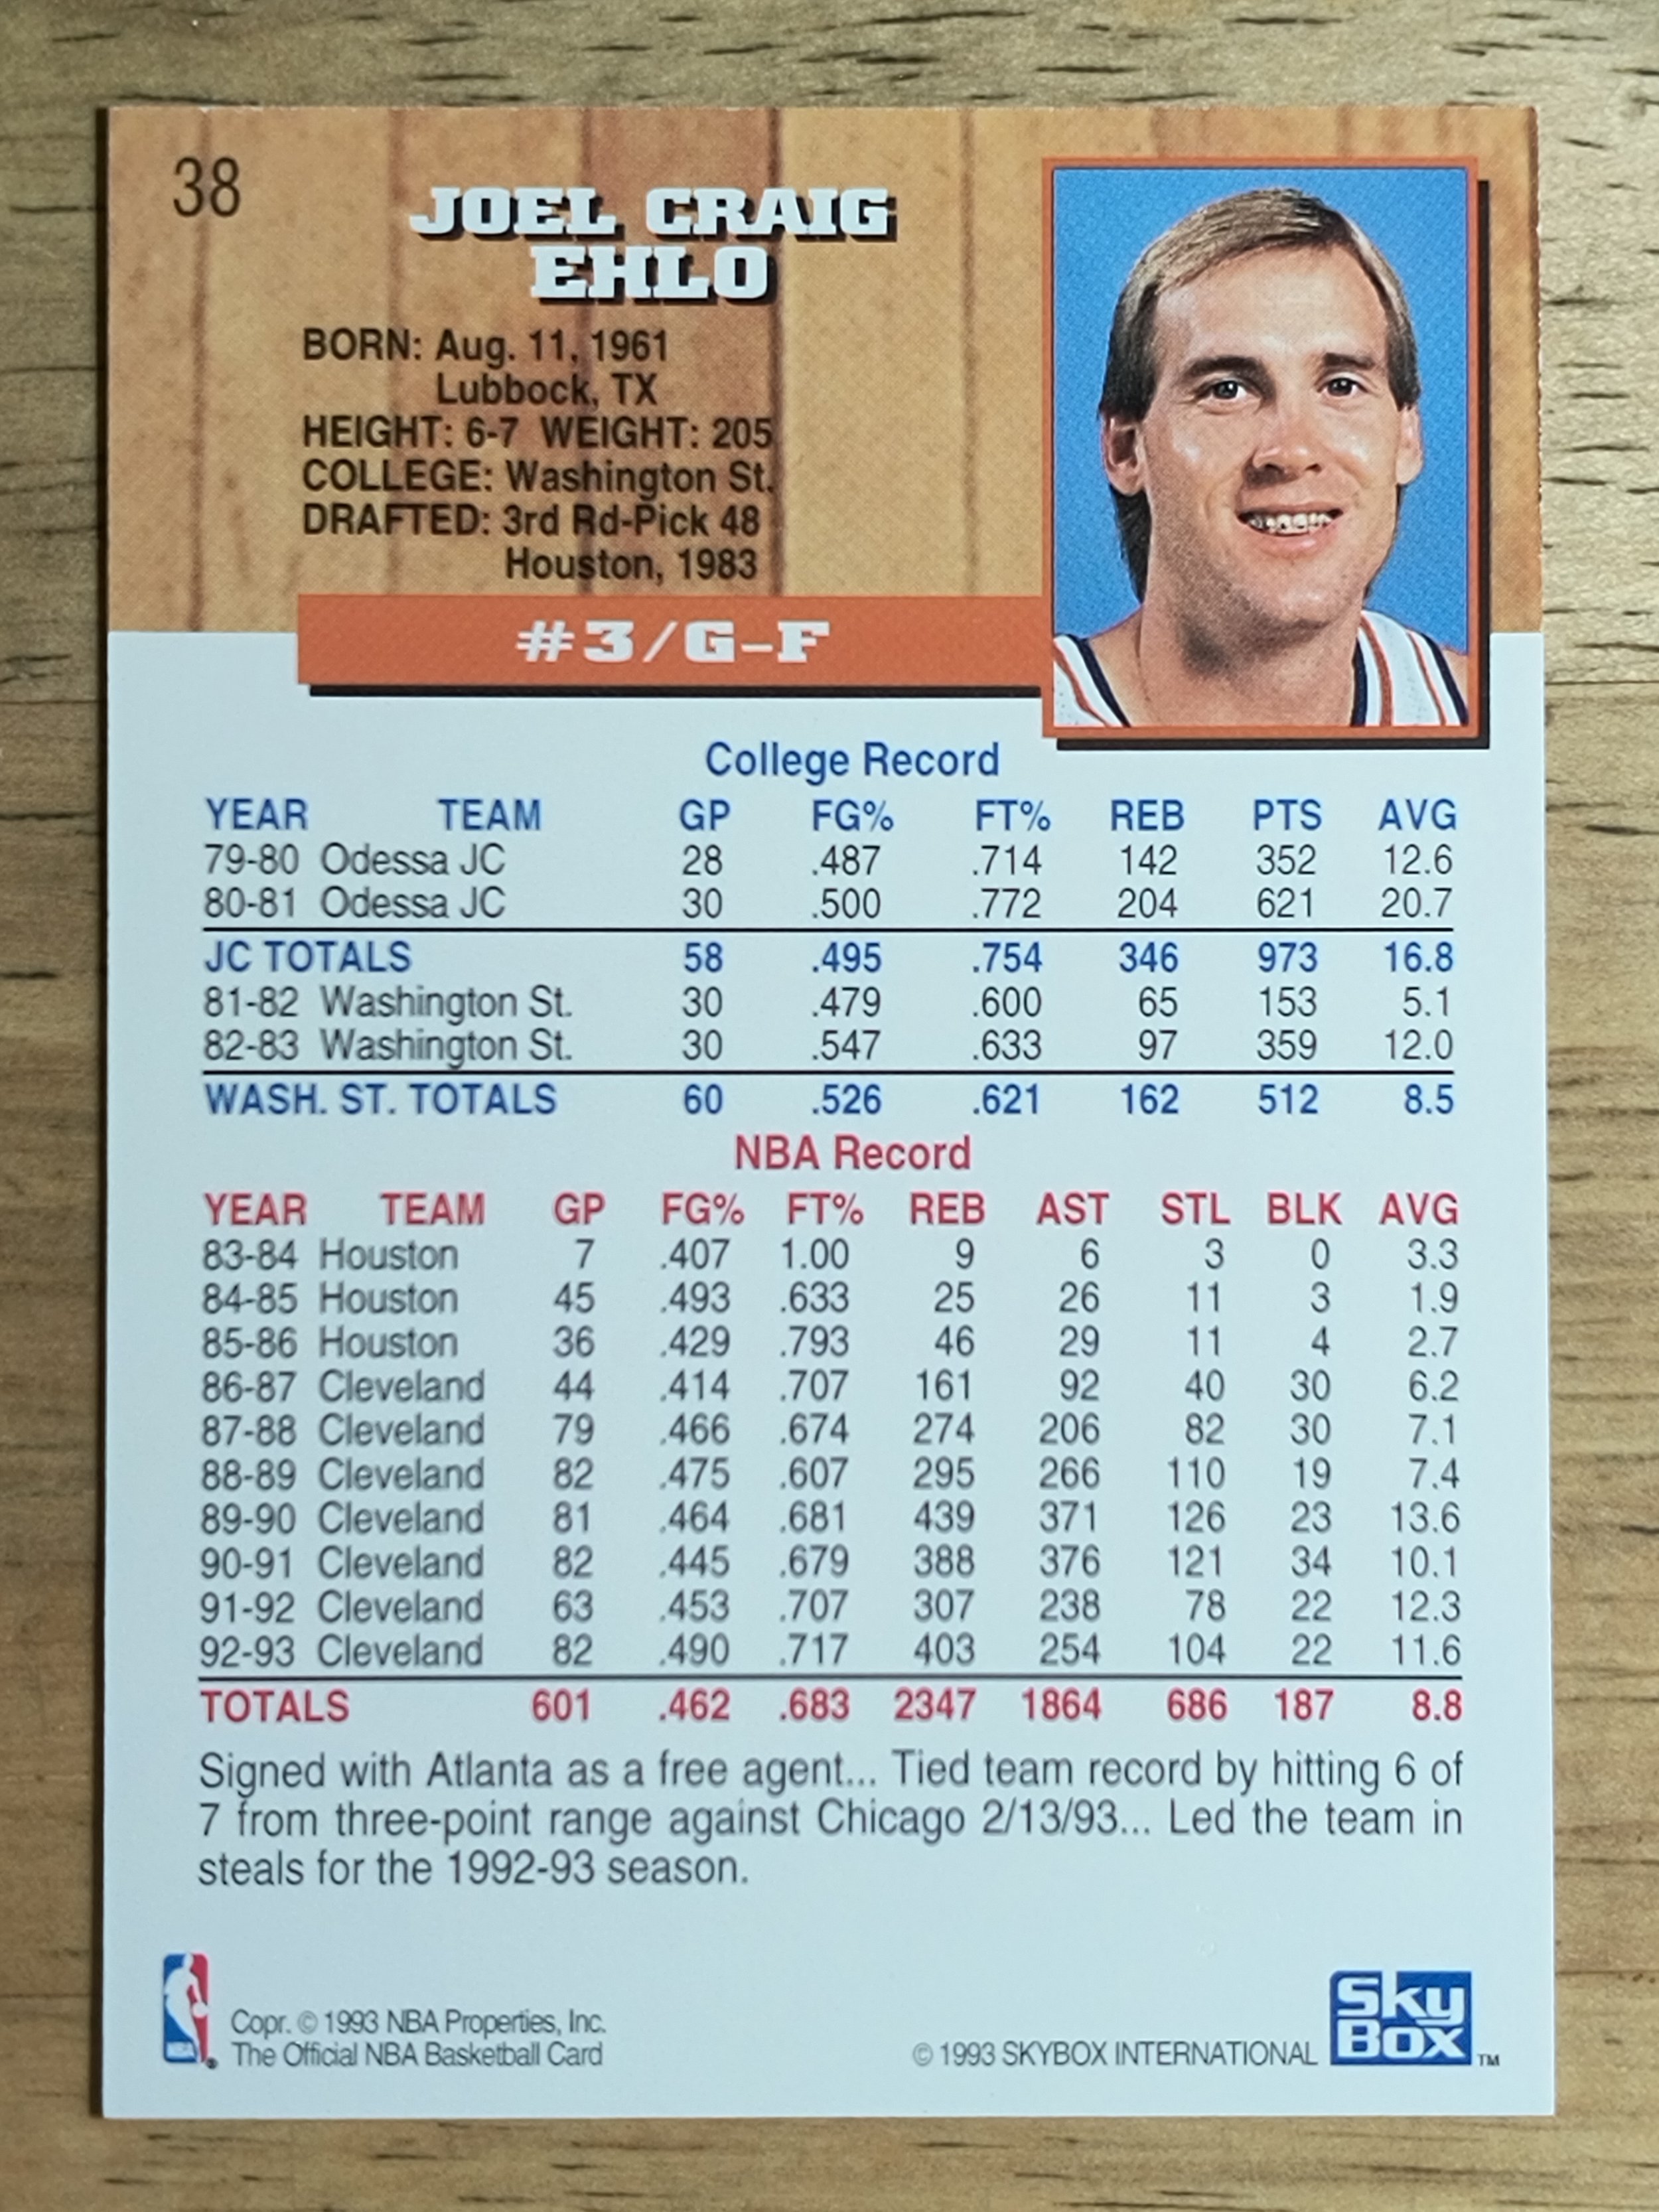 38
JOEL CRAIG
EHLO
BORN: Aug. 11, 1961
Lubbock, TX
HEIGHT: 6-7 WEIGHT: 205
COLLEGE: Washington St.
DRAFTED: 3rd Rd-Pick 48
Houston, 1983
#3/G-F
College Record
YEAR TEAM GP FG% FT% REB PTS AVG
79-80 Odessa JC 28 .487 .714 142 352 12.6
80-81 Odessa JC 30 .500 .772 204 621 20.7
JC TOTALS 58 .495 .754 346 973 16.8
81-82 Washington St. 30 .479 .600 65 153 5.1
82-83 Washington St. 30 .547 .633 97 359 12.0
WASH. ST. TOTALS 60 .526 .621 162 512 8.5
NBA Record
YEAR TEAM GP FG% FT% REB AST STL BLK AVG
83-84 Houston 7 .407 1.00 9 6 3 0 3.3
84-85 Houston 45 .493 .633 25 26 11 3 1.9
85-86 Houston 36 .429 .793 46 29 11 4 2.7
86-87 Cleveland 44 .414 .707 161 92 40 30 6.2
87-88 Cleveland 79 .466 .674 274 206 82 30 7.1
88-89 Cleveland 82 .475 .607 295 266 110 19 7.4
89-90 Cleveland 81 .464 .681 439 371 126 23 13.6
90-91 Cleveland 82 .445 .679 388 376 121 34 10.1
91-92 Cleveland 63 .453 .707 307 238 78 22 12.3
92-93 Cleveland 82 .490 .717 403 254 104 22 11.6
TOTALS 601 .462 .683 2347 1864 686 187 8.8
Signed with Atlanta as a free agent... Tied team record by hitting 6 of
7 from three-point range against Chicago 2/13/93... Led the team in
steals for the 1992-93 season.
NBA ®
Copr. © 1993 NBA Properties, Inc.
The Official NBA Basketball Card
© 1993 SKYBOX INTERNATIONAL
Sky
Box TM